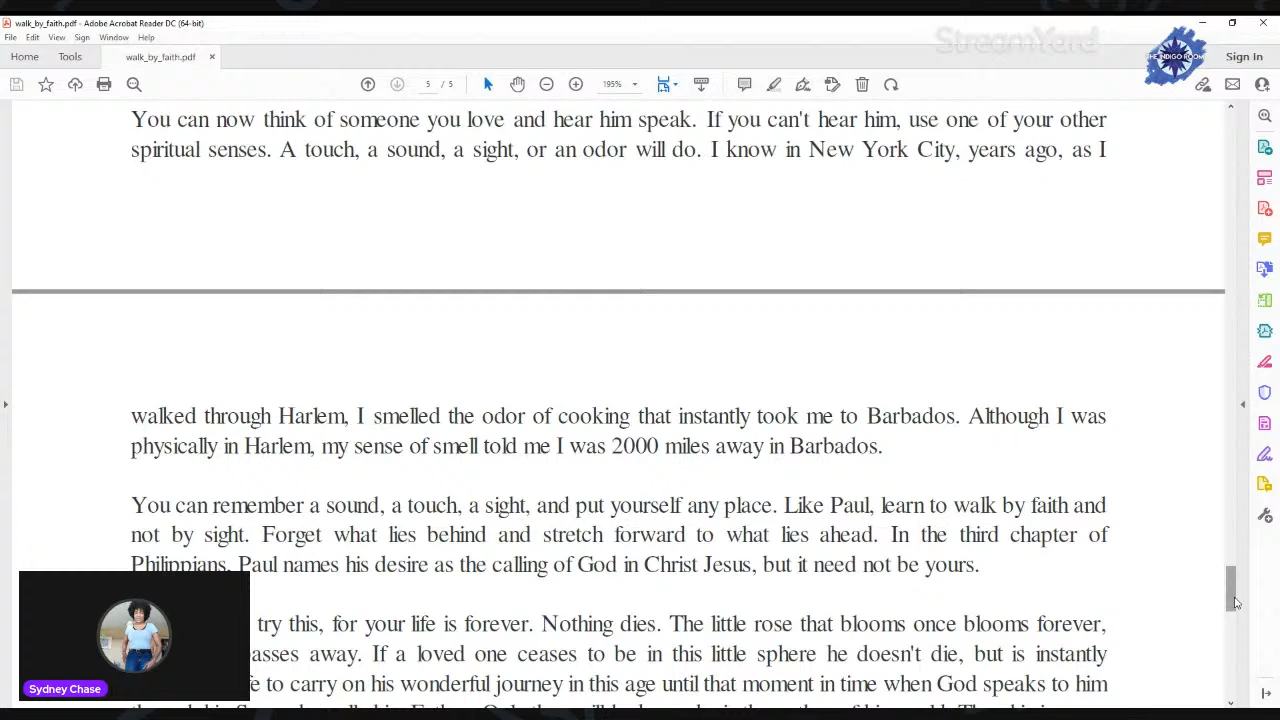 walk_by_faith.pdf - Adobe Acrobat Reader DC (64-bit)
File Edit View Sign Window Help
StreamYard
THE INDIGO ROOM
Home Tools walk_by_faith.pdf Sign In
5 / 5 195%
You can now think of someone you love and hear him speak. If you can't hear him, use one of your other
spiritual senses. A touch, a sound, a sight, or an odor will do. I know in New York City, years ago, as I
walked through Harlem, I smelled the odor of cooking that instantly took me to Barbados. Although I was
physically in Harlem, my sense of smell told me I was 2000 miles away in Barbados.
You can remember a sound, a touch, a sight, and put yourself any place. Like Paul, learn to walk by faith and
not by sight. Forget what lies behind and stretch forward to what lies ahead. In the third chapter of
Philippians, Paul names his desire as the calling of God in Christ Jesus, but it need not be yours.
try this, for your life is forever. Nothing dies. The little rose that blooms once blooms forever,
passes away. If a loved one ceases to be in this little sphere he doesn't die, but is instantly
to carry on his wonderful journey in this age until that moment in time when God speaks to him
Sydney Chase